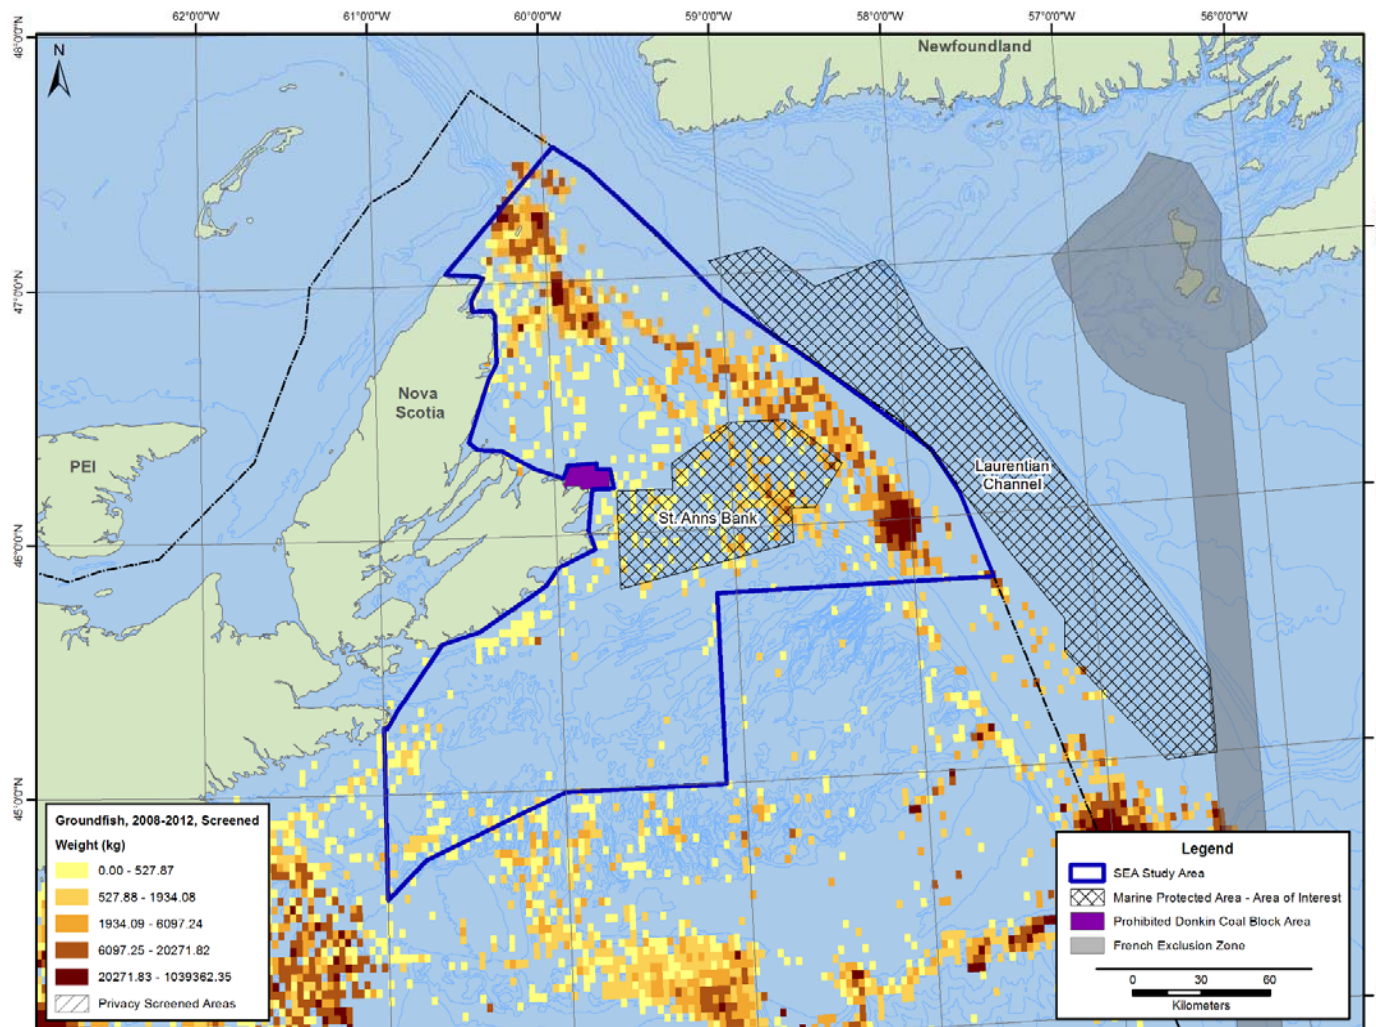 62°0'0"W 61°0'0"W 60°0'0"W 59°0'0"W 58°0'0"W 57°0'0"W 56°0'0"W
48°0'0"N
N
Newfoundland
47°0'0"N
Nova
Scotia
PEI
Laurentian
Channel
St. Anns Bank
46°0'0"N
45°0'0"N
Groundfish, 2008-2012, Screened
Weight (kg)
0.00 - 527.87
527.88 - 1934.08
1934.09 - 6097.24
6097.25 - 20271.82
20271.83 - 1039362.35
Privacy Screened Areas
Legend
SEA Study Area
Marine Protected Area - Area of Interest
Prohibited Donkin Coal Block Area
French Exclusion Zone
0 30 60
Kilometers